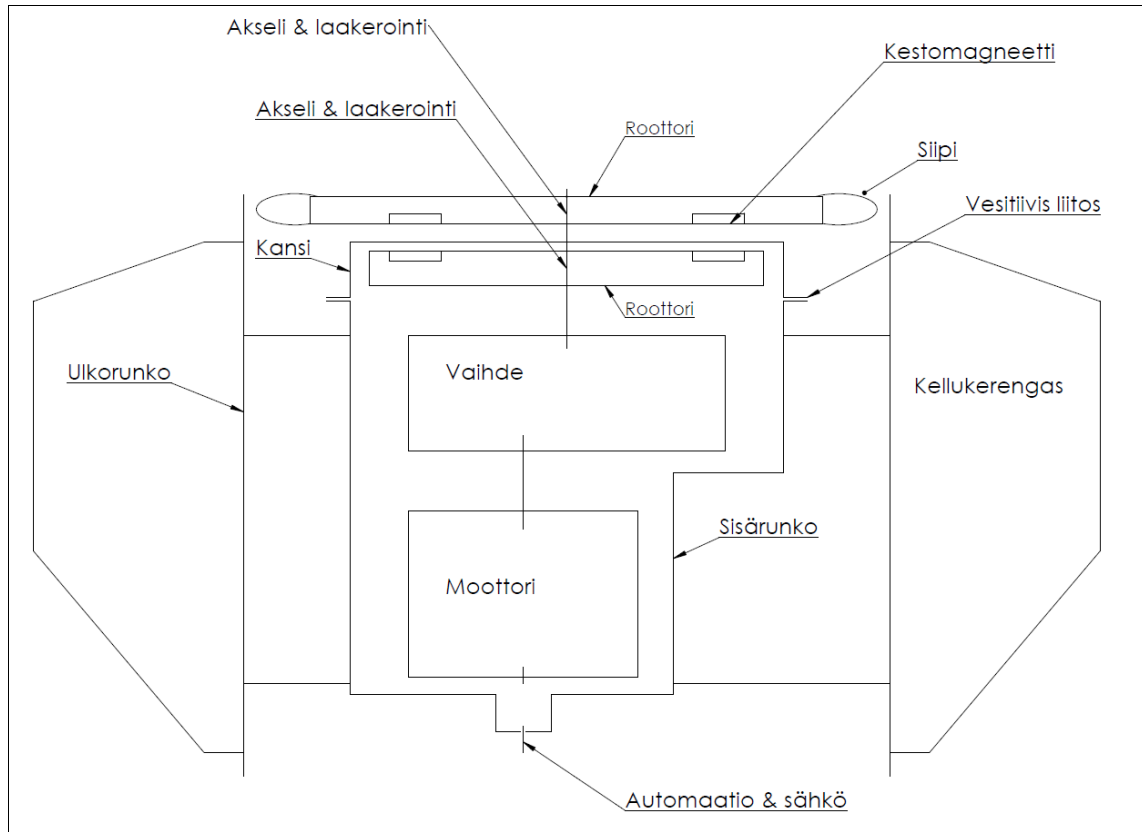 Akseli & laakerointi
Kestomagneetti
Akseli & laakerointi
Roottori
Siipi
Vesitiivis liitos
Kansi
Roottori
Ulkorunko
Vaihde
Kellukerengas
Sisärunko
Moottori
Automaatio & sähkö